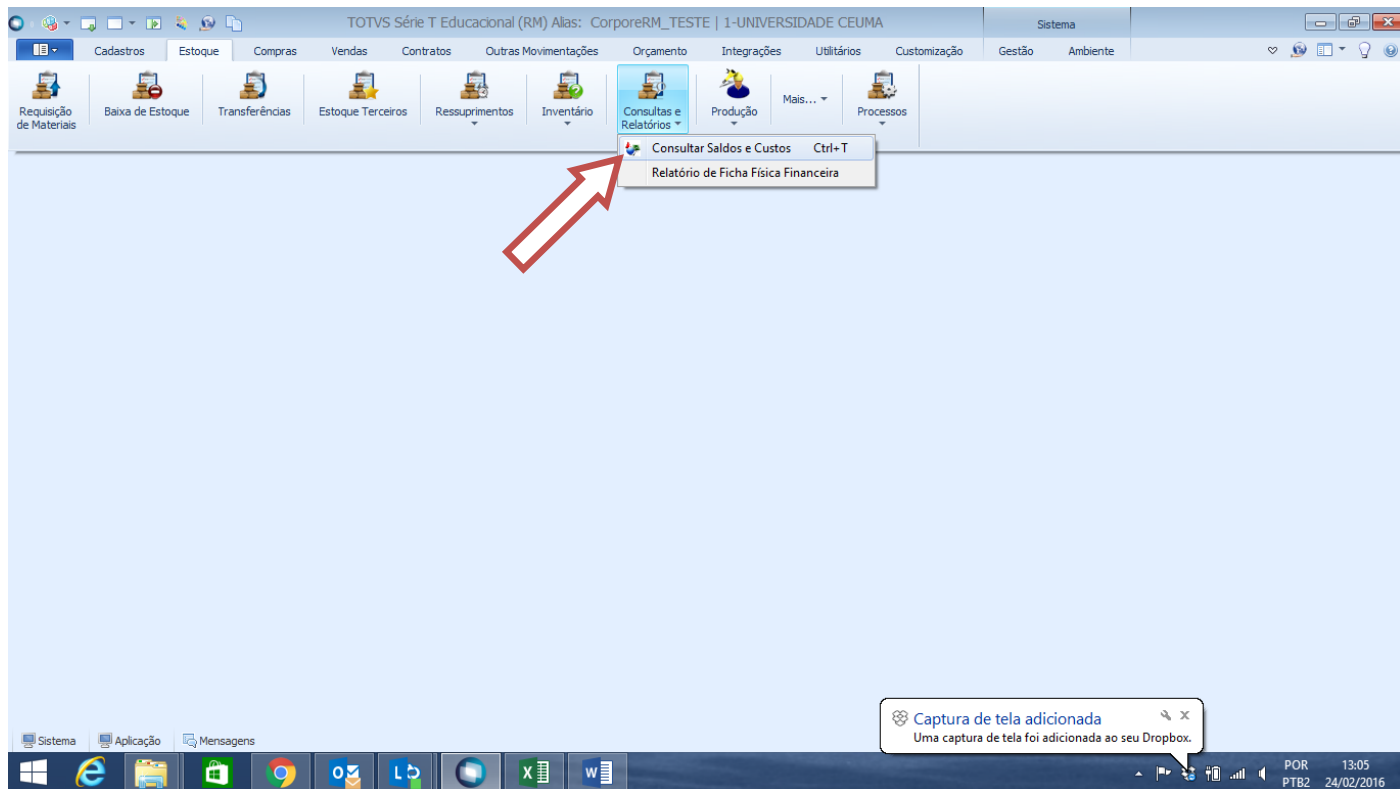 TOTVS Série T Educacional (RM) Alias: CorporeRM_TESTE | 1-UNIVERSIDADE CEUMA
Sistema
Cadastros Estoque Compras Vendas Contratos Outras Movimentações Orçamento Integrações Utilitários Customização Gestão Ambiente
Requisição de Materiais
Baixa de Estoque
Transferências
Estoque Terceiros
Ressuprimentos
Inventário
Consultas e Relatórios
Produção
Mais...
Processos
Consultar Saldos e Custos Ctrl+T
Relatório de Ficha Física Financeira
Captura de tela adicionada
Uma captura de tela foi adicionada ao seu Dropbox.
Sistema Aplicação Mensagens
POR 13:05
PTB2 24/02/2016